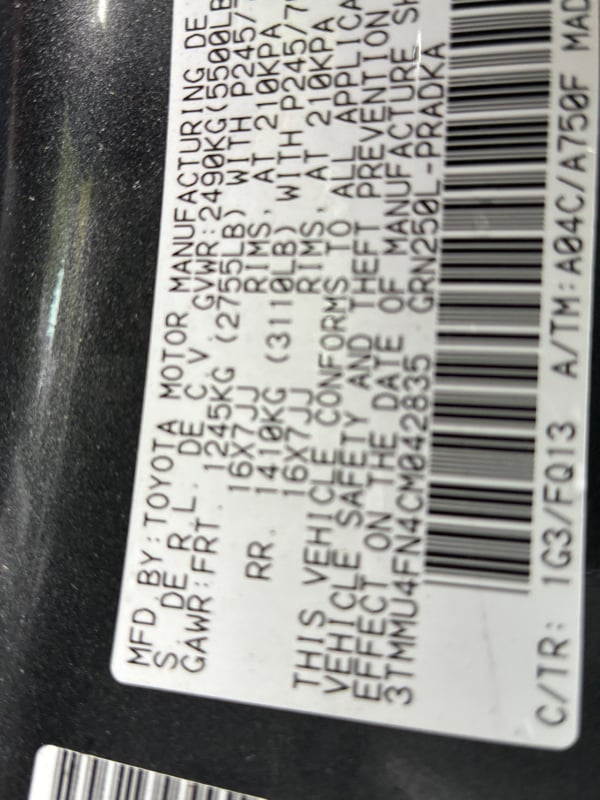 MFD BY:TOYOTA MOTOR MANUFACTURING DE
S DE R L DE C V GVWR:2490KG(5500LB
GAWR:FRT. 1245KG (2755LB) WITH P245/
16X7JJ RIMS, AT 210KPA
RR. 1410KG (3110LB) WITH P245/7
16X7JJ RIMS, AT 210KPA
THIS VEHICLE CONFORMS TO ALL APPLICA
VEHICLE SAFETY AND THEFT PREVENTION
EFFECT ON THE DATE OF MANUFACTURE SH
3TMMU4FN4CM042835 GRN250L-PRADKA
C/TR: 1G3/FQ13 A/TM:A04C/A750F MAD